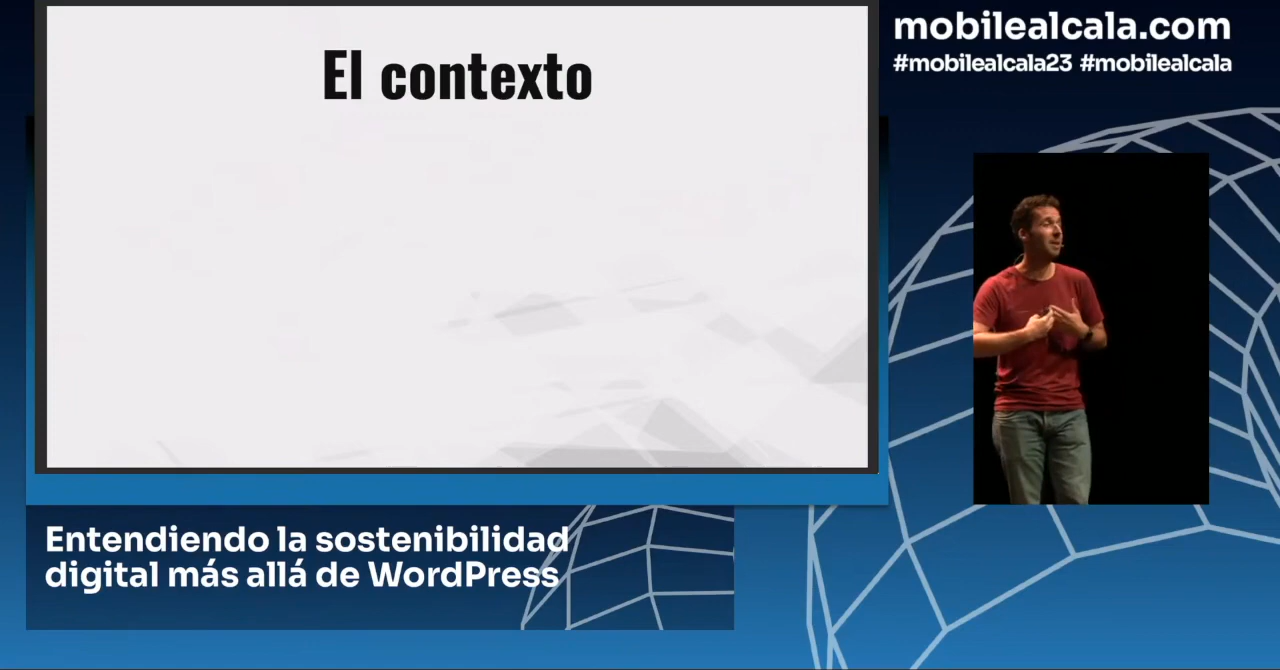 El contexto
mobilealcala.com
#mobilealcala23 #mobilealcala
Entendiendo la sostenibilidad
digital más allá de WordPress